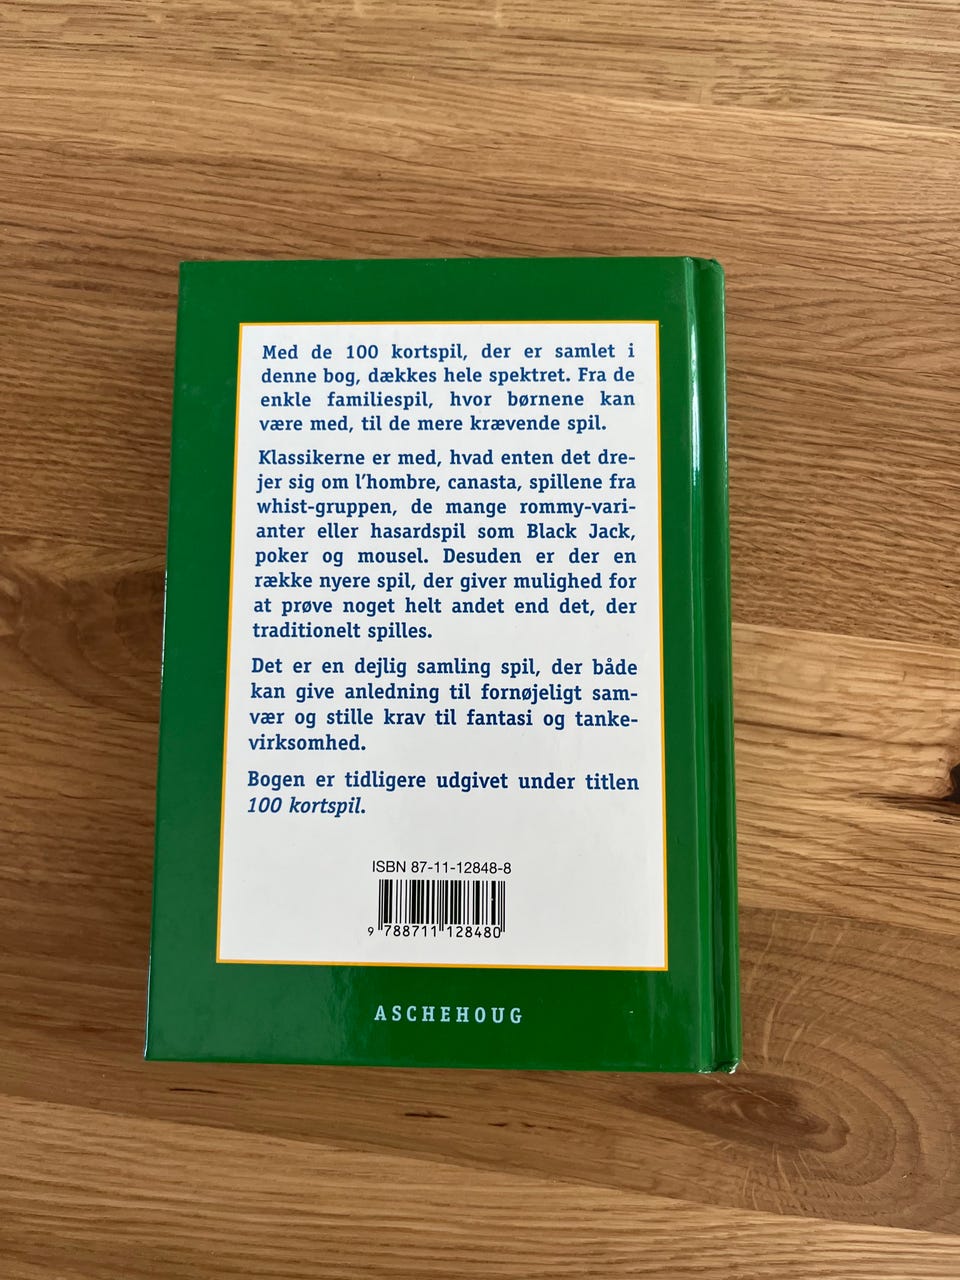 Med de 100 kortspil, der er samlet i
denne bog, dækkes hele spektret. Fra de
enkle familiespil, hvor børnene kan
være med, til de mere krævende spil.
Klassikerne er med, hvad enten det dre-
jer sig om l'hombre, canasta, spillene fra
whist-gruppen, de mange rommy-vari-
anter eller hasardspil som Black Jack,
poker og mousel. Desuden er der en
række nyere spil, der giver mulighed for
at prøve noget helt andet end det, der
traditionelt spilles.
Det er en dejlig samling spil, der både
kan give anledning til fornøjeligt sam-
vær og stille krav til fantasi og tanke-
virksomhed.
Bogen er tidligere udgivet under titlen
100 kortspil.
ISBN 87-11-12848-8
9 788711 128480
ASCHEHOUG